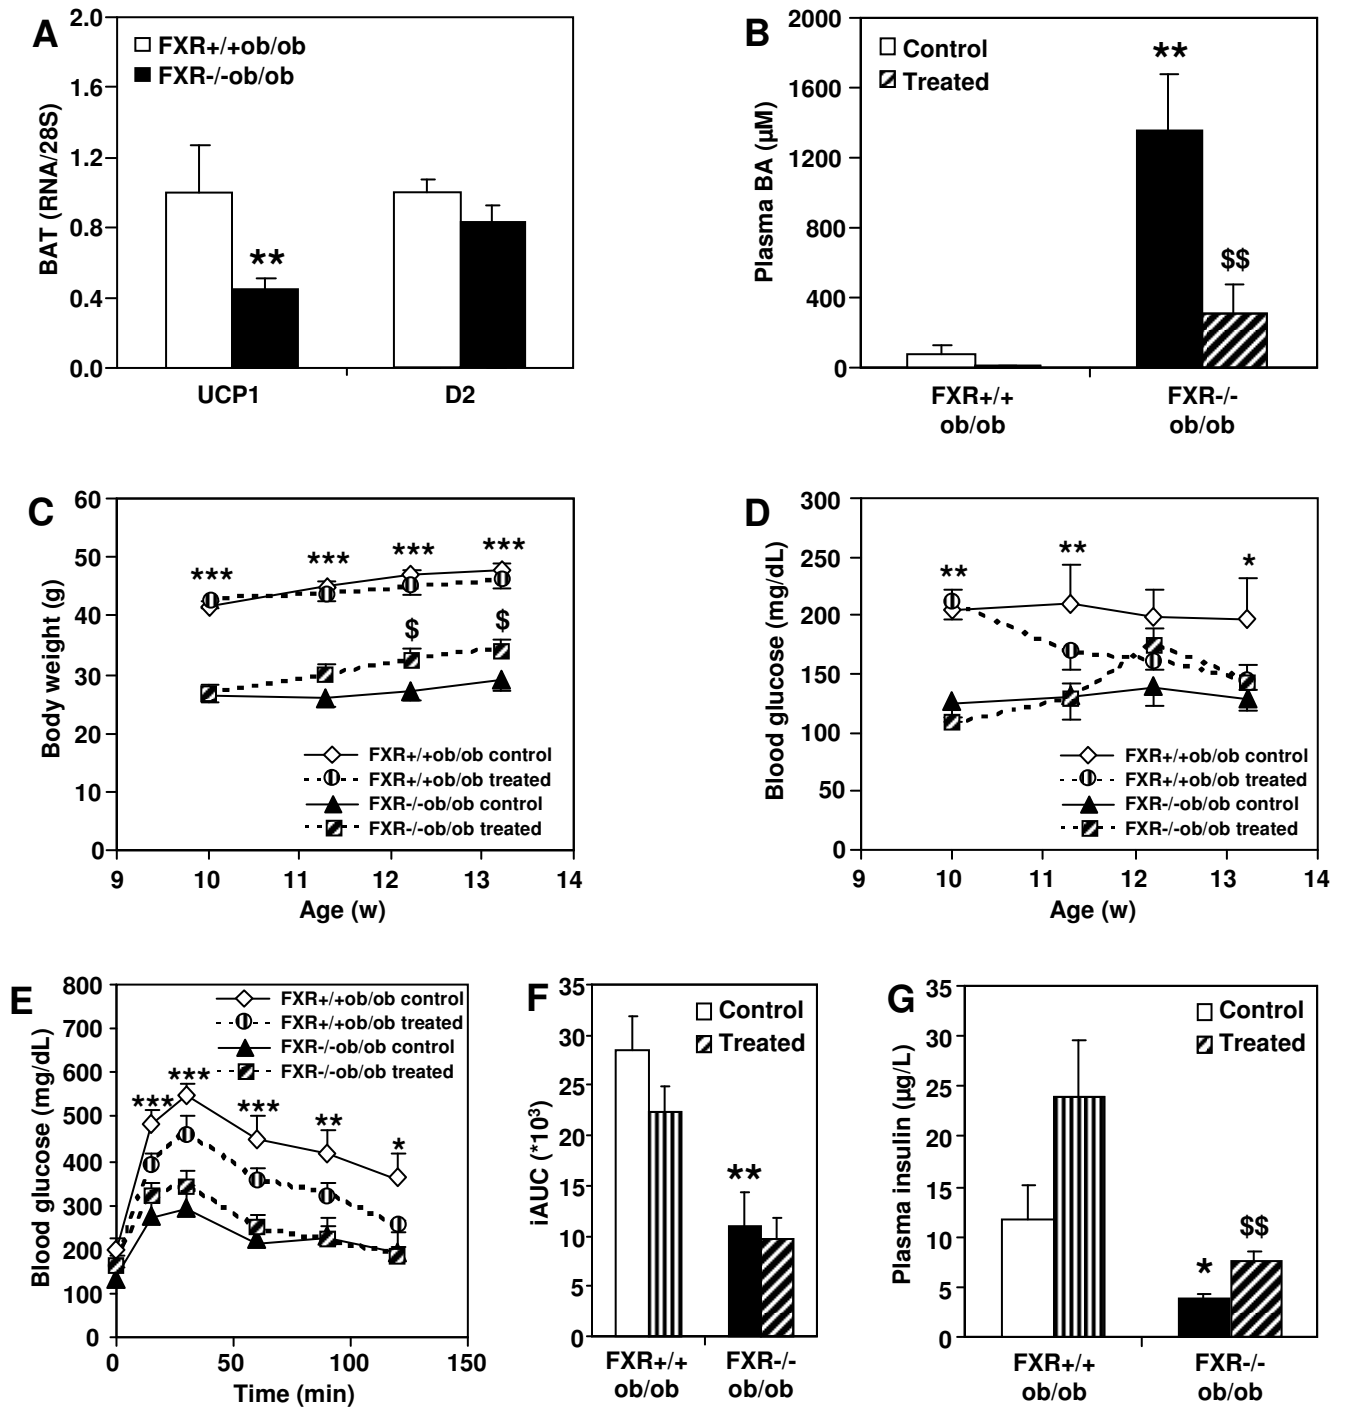 A
BAT (RNA/28S)
2.0
1.6
1.2
0.8
0.4
0.0
FXR+/+ob/ob
FXR-/-ob/ob
**
UCP1 D2
B
Plasma BA (µM)
2000
1600
1200
800
400
0
Control
Treated
**
$$
FXR+/+ FXR-/-
ob/ob ob/ob
C
Body weight (g)
60
50
40
30
20
10
0
*** *** *** ***
$ $
FXR+/+ob/ob control
FXR+/+ob/ob treated
FXR-/-ob/ob control
FXR-/-ob/ob treated
9 10 11 12 13 14
Age (w)
D
Blood glucose (mg/dL)
300
250
200
150
100
50
0
** ** *
FXR+/+ob/ob control
FXR+/+ob/ob treated
FXR-/-ob/ob control
FXR-/-ob/ob treated
9 10 11 12 13 14
Age (w)
E
Blood glucose (mg/dL)
800
700
600
500
400
300
200
100
0
FXR+/+ob/ob control
FXR+/+ob/ob treated
FXR-/-ob/ob control
FXR-/-ob/ob treated
*** *** *** ** *
0 50 100 150
Time (min)
F
iAUC (*10³)
35
30
25
20
15
10
5
0
Control
Treated
**
FXR+/+ FXR-/-
ob/ob ob/ob
G
Plasma insulin (µg/L)
35
30
25
20
15
10
5
0
Control
Treated
* $$
FXR+/+ FXR-/-
ob/ob ob/ob